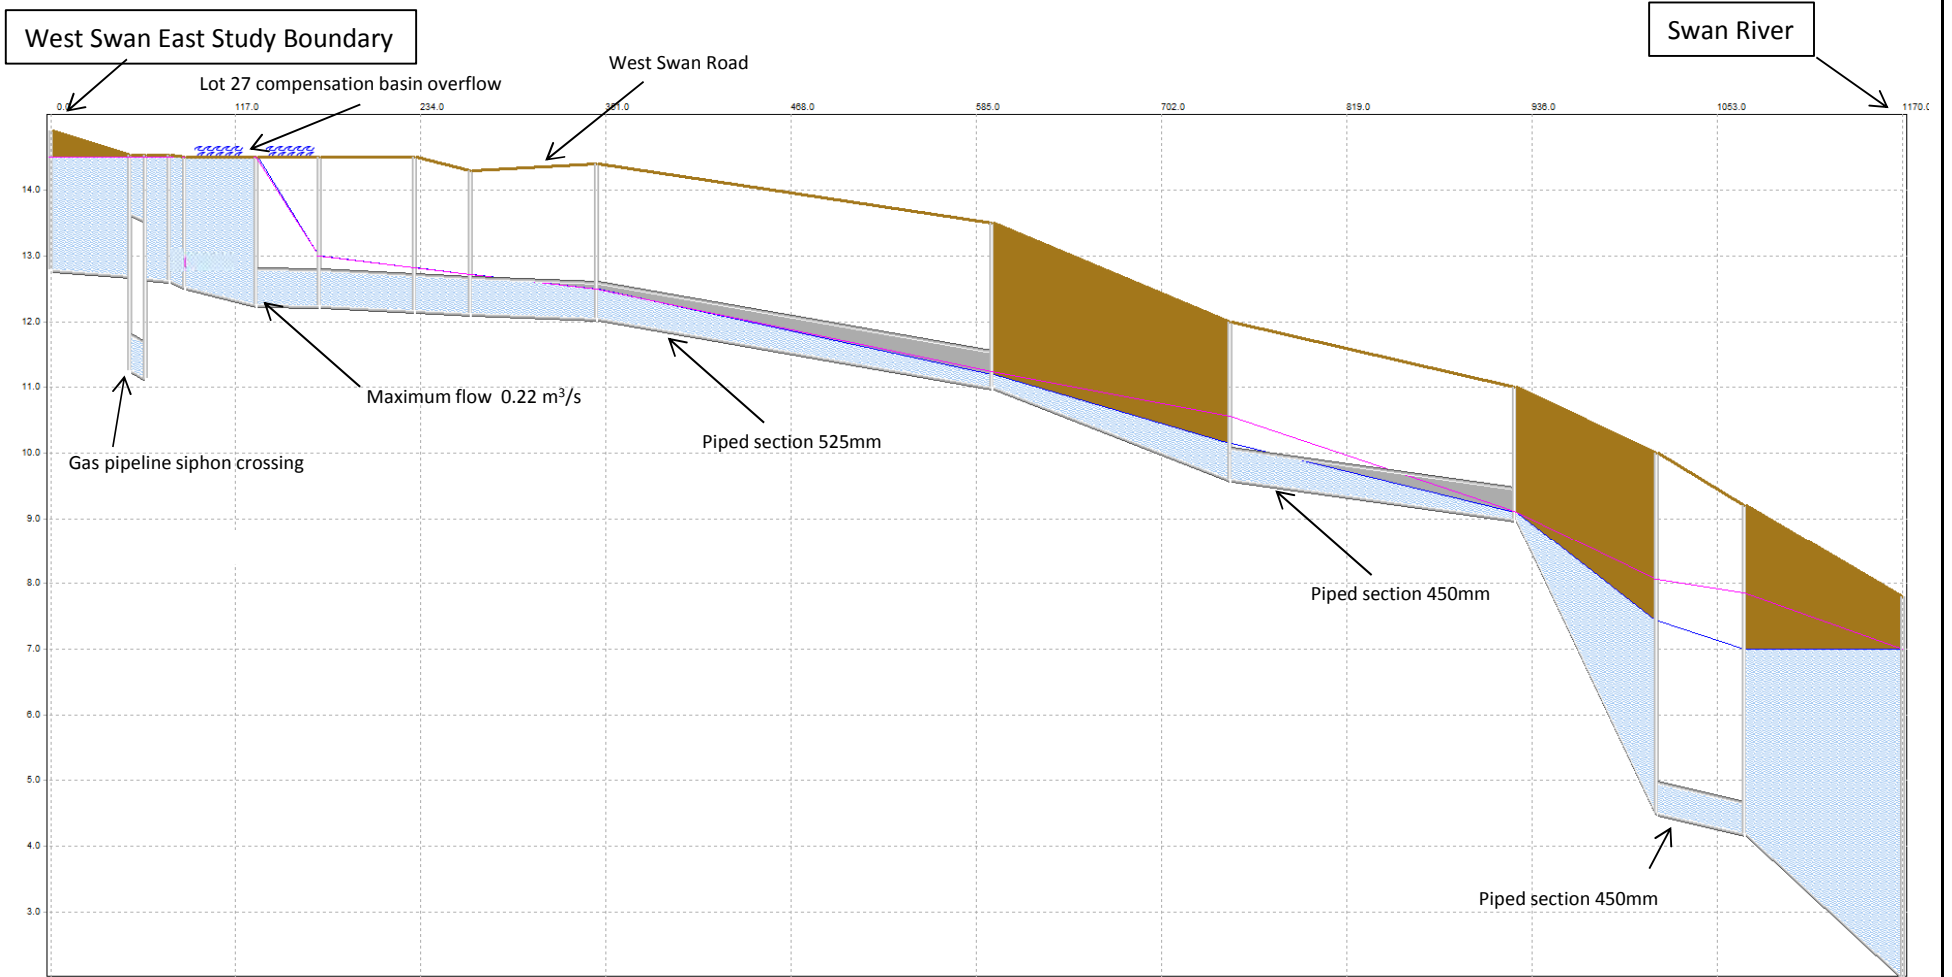 West Swan East Study Boundary
Swan River
West Swan Road
Lot 27 compensation basin overflow
0.0 117.0 234.0 351.0 468.0 585.0 702.0 819.0 936.0 1053.0 1170.0
14.0
13.0
12.0
11.0
Maximum flow 0.22 m³/s
Piped section 525mm
Gas pipeline siphon crossing
10.0
9.0
8.0
Piped section 450mm
7.0
6.0
5.0
4.0
Piped section 450mm
3.0